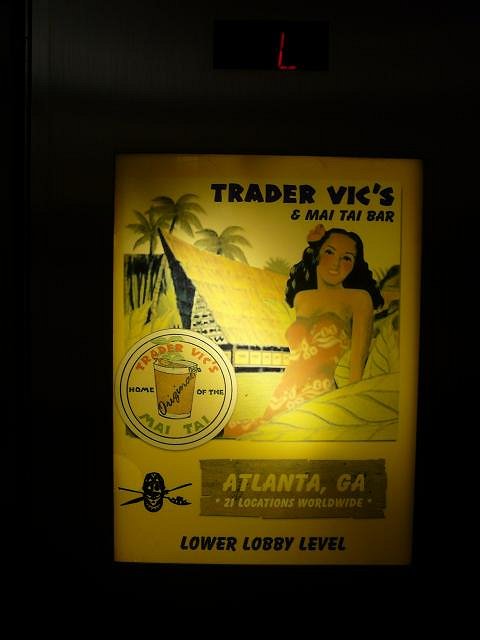 L
TRADER VIC'S
& MAI TAI BAR
TRADER VIC'S
HOME OF THE
Original
MAI TAI
ATLANTA, GA
* 21 LOCATIONS WORLDWIDE *
LOWER LOBBY LEVEL